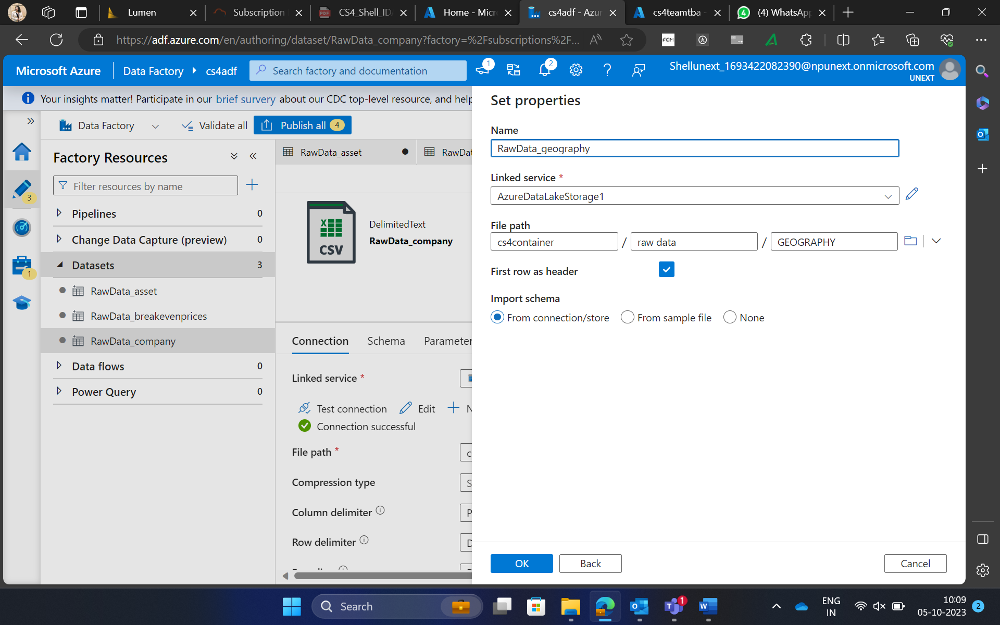 Lumen
Subscription
CS4_Shell_ID
Home - Micr
cs4adf - Azur
cs4teamtba -
(4) WhatsApp
https://adf.azure.com/en/authoring/dataset/RawData_company?factory=%2Fsubscriptions%2F...
Microsoft Azure
Data Factory
cs4adf
Search factory and documentation
1
2
Shellunext_1693422082390@npunext.onmicrosoft.com
UNEXT
Your insights matter! Participate in our brief survery about our CDC top-level resource, and help
Data Factory
Validate all
Publish all 4
Factory Resources
Filter resources by name
3
1
Pipelines 0
Change Data Capture (preview) 0
Datasets 3
RawData_asset
RawData_breakevenprices
RawData_company
Data flows 0
Power Query 0
RawData_asset
RawDat
CSV
DelimitedText
RawData_company
Connection
Schema
Parameter
Linked service *
Test connection
Edit
N
Connection successful
File path * c
Compression type S
Column delimiter P
Row delimiter D
Set properties
Name
RawData_geography
Linked service *
AzureDataLakeStorage1
File path
cs4container / raw data / GEOGRAPHY
First row as header
Import schema
From connection/store
From sample file
None
OK
Back
Cancel
Search
1
ENG
IN
10:09
05-10-2023
2